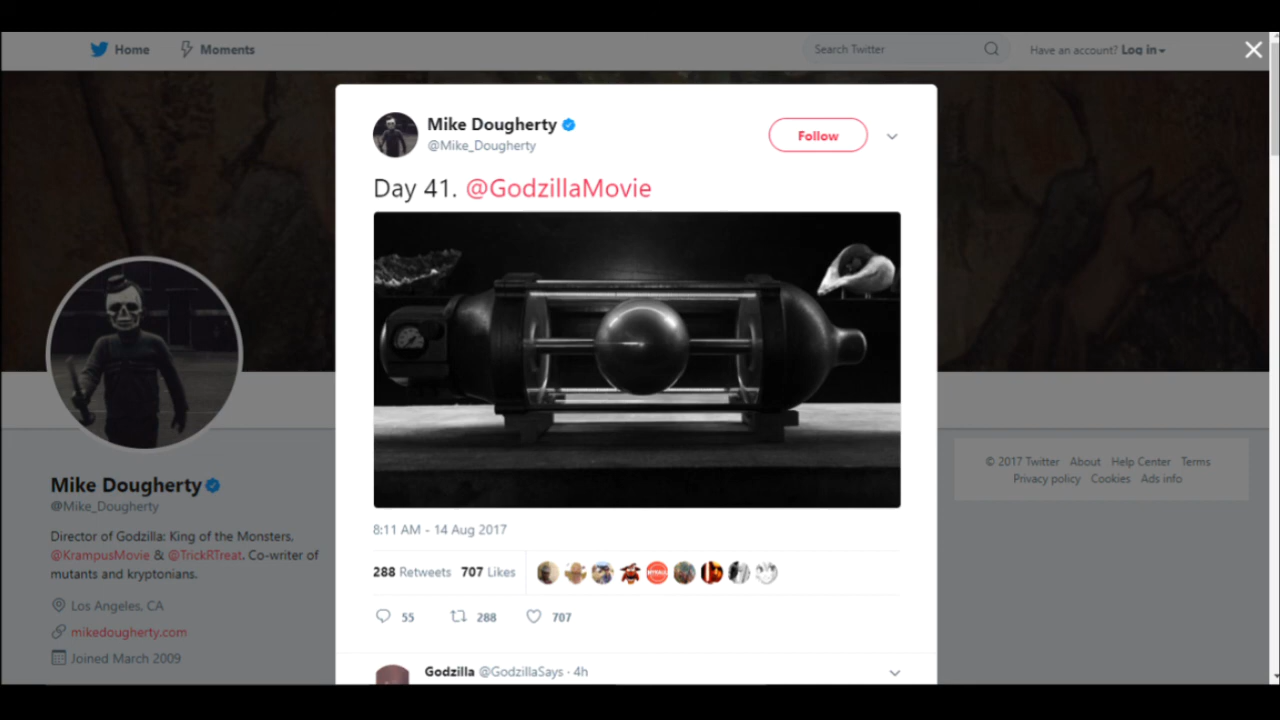 Home
Moments
Search Twitter
Have an account? Log in
Mike Dougherty
@Mike_Dougherty
Follow
Day 41. @GodzillaMovie
8:11 AM - 14 Aug 2017
288 Retweets 707 Likes
55 288 707
Godzilla @GodzillaSays · 4h
Mike Dougherty
@Mike_Dougherty
Director of Godzilla: King of the Monsters,
@KrampusMovie & @TrickRTreat. Co-writer of
mutants and kryptonians.
Los Angeles, CA
mikedougherty.com
Joined March 2009
© 2017 Twitter About Help Center Terms
Privacy policy Cookies Ads info